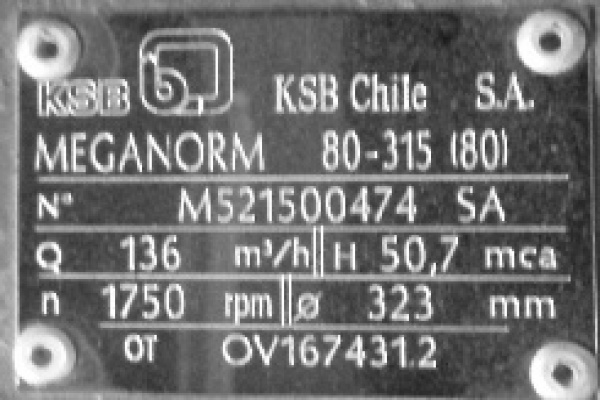 KSB KSB Chile S.A.
MEGANORM 80-315 (80)
Nº M521500474 SA
Q 136 m³/h H 50,7 mca
n 1750 rpm ø 323 mm
OT OV167431.2